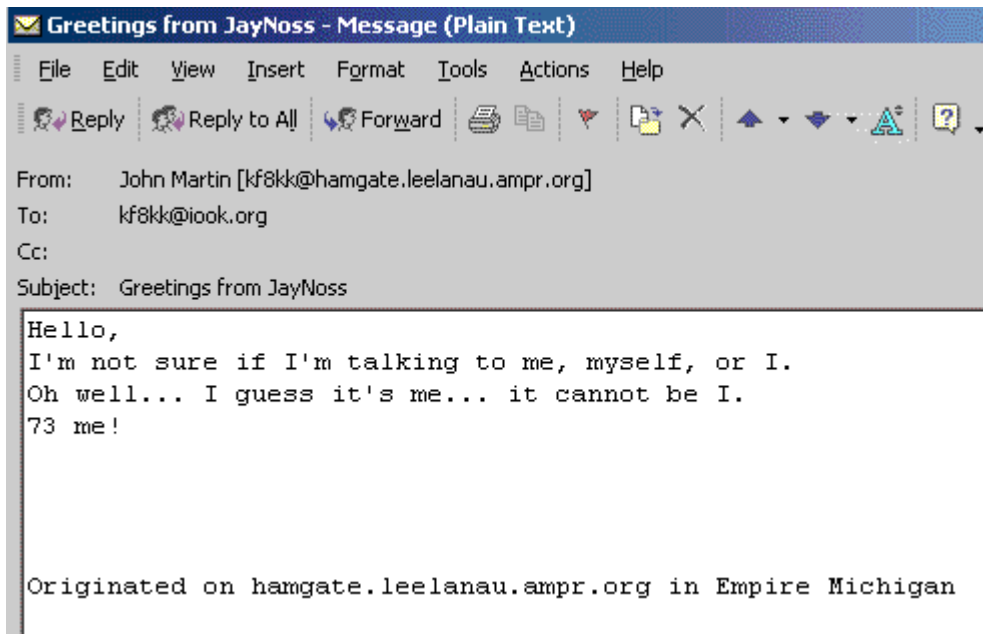 Greetings from JayNoss - Message (Plain Text)
File Edit View Insert Format Tools Actions Help
Reply Reply to All Forward
From: John Martin [kf8kk@hamgate.leelanau.ampr.org]
To: kf8kk@iook.org
Cc:
Subject: Greetings from JayNoss
Hello,
I'm not sure if I'm talking to me, myself, or I.
Oh well... I guess it's me... it cannot be I.
73 me!
Originated on hamgate.leelanau.ampr.org in Empire Michigan